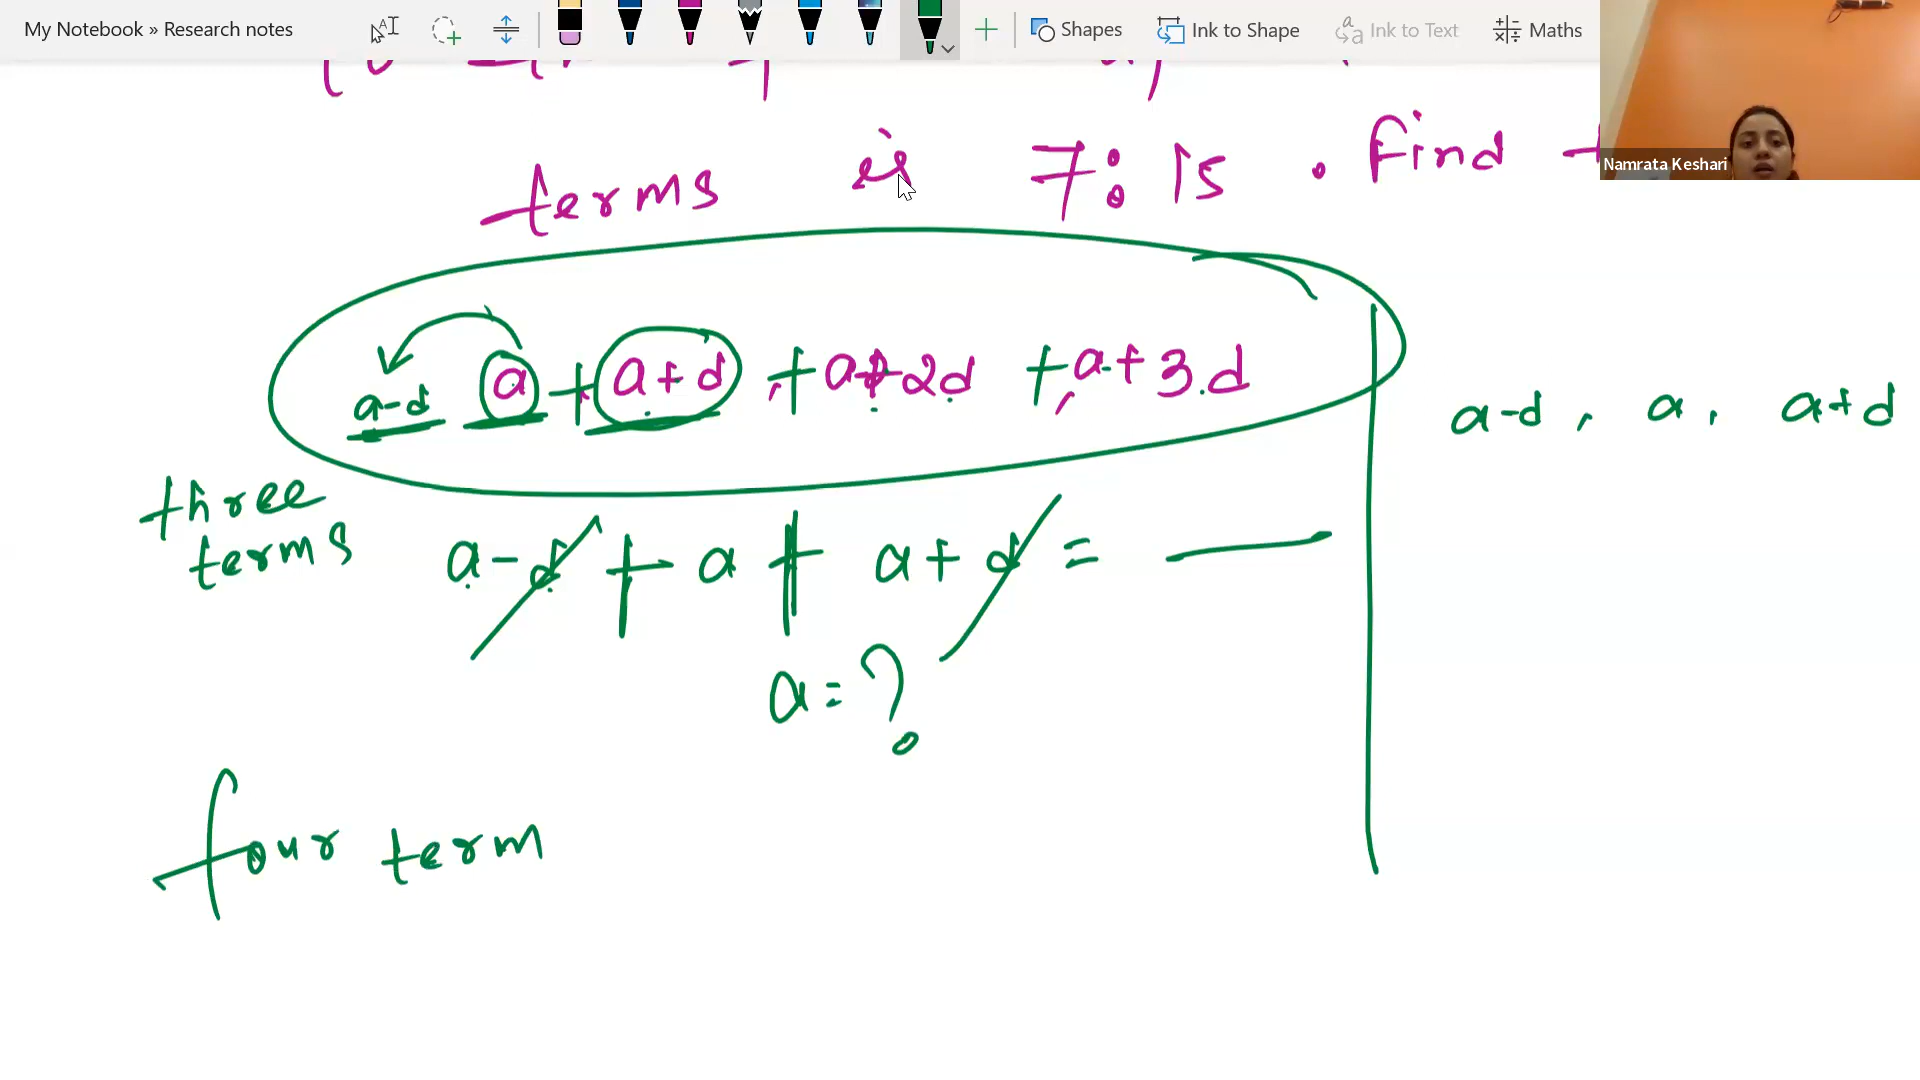 My Notebook » Research notes
Shapes Ink to Shape Ink to Text Maths
Namrata Keshari
terms is 7:15 . Find
a-d a + a+d , + a+2d + , a+3d
a-d , a , a+d
three
terms
a-d + a + a+d = —
a = ?
four term